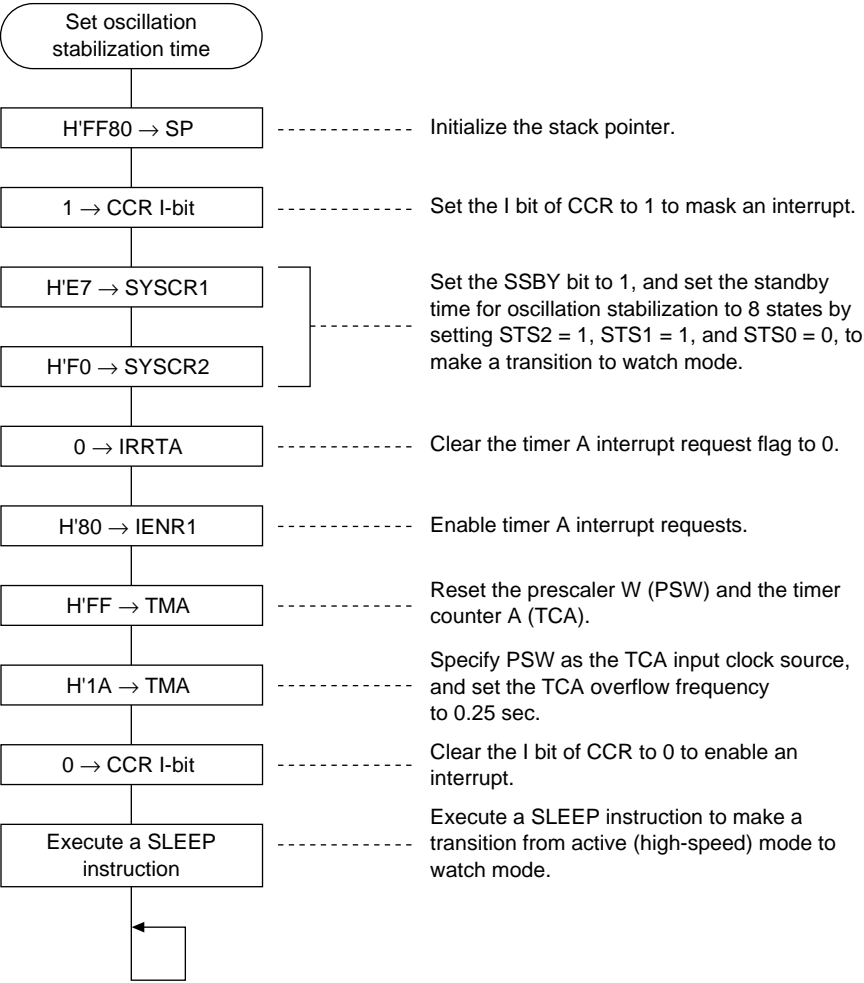 Set oscillation
stabilization time
H'FF80 → SP
Initialize the stack pointer.
1 → CCR I-bit
Set the I bit of CCR to 1 to mask an interrupt.
H'E7 → SYSCR1
H'F0 → SYSCR2
Set the SSBY bit to 1, and set the standby
time for oscillation stabilization to 8 states by
setting STS2 = 1, STS1 = 1, and STS0 = 0, to
make a transition to watch mode.
0 → IRRTA
Clear the timer A interrupt request flag to 0.
H'80 → IENR1
Enable timer A interrupt requests.
H'FF → TMA
Reset the prescaler W (PSW) and the timer
counter A (TCA).
H'1A → TMA
Specify PSW as the TCA input clock source,
and set the TCA overflow frequency
to 0.25 sec.
0 → CCR I-bit
Clear the I bit of CCR to 0 to enable an
interrupt.
Execute a SLEEP
instruction
Execute a SLEEP instruction to make a
transition from active (high-speed) mode to
watch mode.